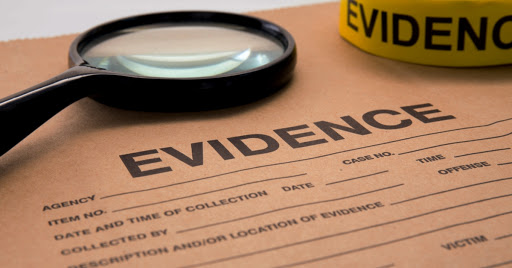 EVIDENC
EVIDENCE
AGENCY CASE NO. TIME
ITEM NO. DATE OFFENSE
DATE AND TIME OF COLLECTION
COLLECTED BY
DESCRIPTION AND/OR LOCATION OF EVIDENCE
VICTIM